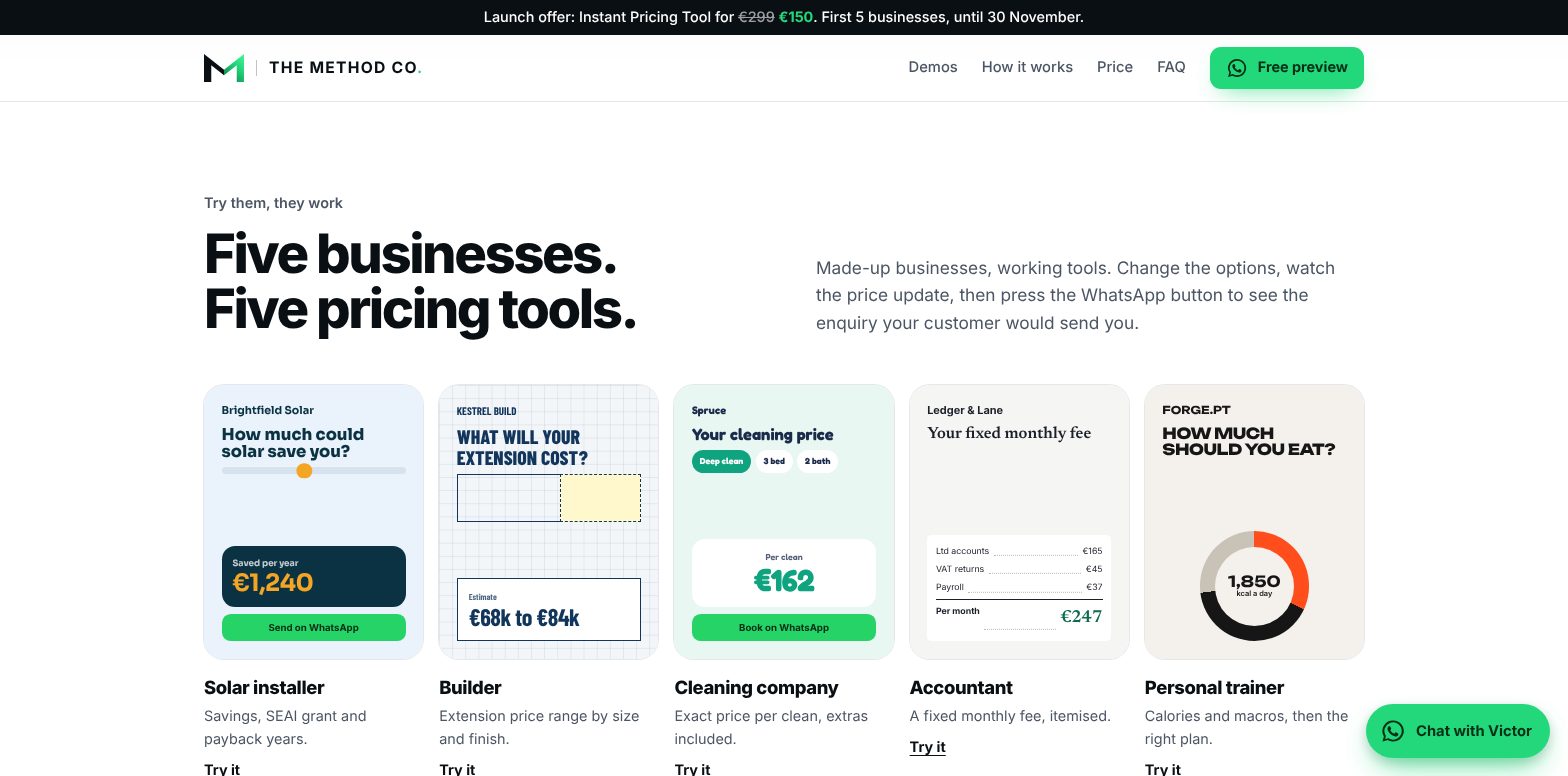 Launch offer: Instant Pricing Tool for €299 €150. First 5 businesses, until 30 November.
THE METHOD CO.
Demos
How it works
Price
FAQ
Free preview
Try them, they work
Five businesses.
Five pricing tools.
Made-up businesses, working tools. Change the options, watch
the price update, then press the WhatsApp button to see the
enquiry your customer would send you.
Brightfield Solar
How much could
solar save you?
Saved per year
€1,240
Send on WhatsApp
KESTREL BUILD
WHAT WILL YOUR
EXTENSION COST?
Estimate
€68k to €84k
Spruce
Your cleaning price
Deep clean
3 bed
2 bath
Per clean
€162
Book on WhatsApp
Ledger & Lane
Your fixed monthly fee
Ltd accounts €165
VAT returns €45
Payroll €37
Per month €247
FORGE.PT
HOW MUCH
SHOULD YOU EAT?
1,850
kcal a day
Solar installer
Savings, SEAI grant and
payback years.
Try it
Builder
Extension price range by size
and finish.
Try it
Cleaning company
Exact price per clean, extras
included.
Try it
Accountant
A fixed monthly fee, itemised.
Try it
Personal trainer
Calories and macros, then the
right plan.
Try it
Chat with Victor